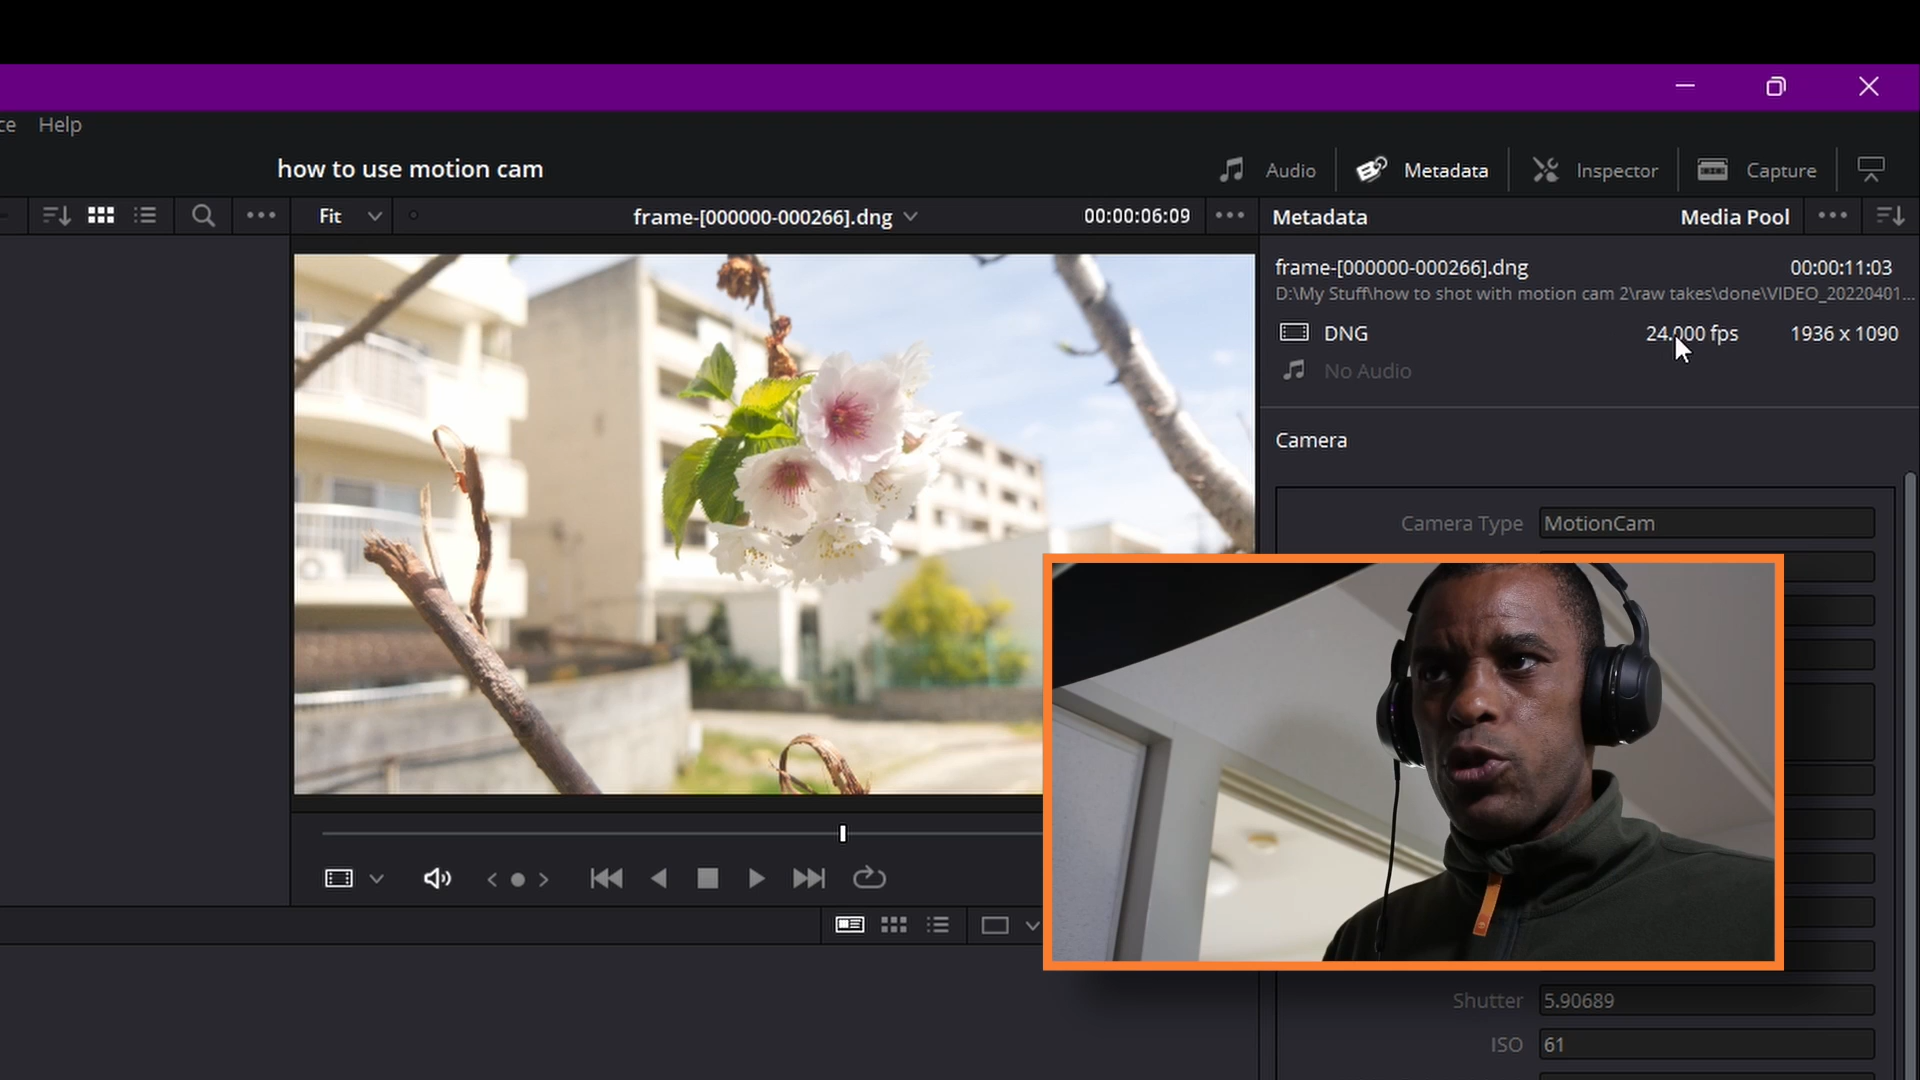 ce Help
how to use motion cam
Audio Metadata Inspector Capture
Fit frame-[000000-000266].dng 00:00:06:09 Metadata Media Pool
frame-[000000-000266].dng 00:00:11:03
D:\My Stuff\how to shot with motion cam 2\raw takes\done\VIDEO_20220401...
DNG 24.000 fps 1936 x 1090
No Audio
Camera
Camera Type MotionCam
Shutter 5.90689
ISO 61